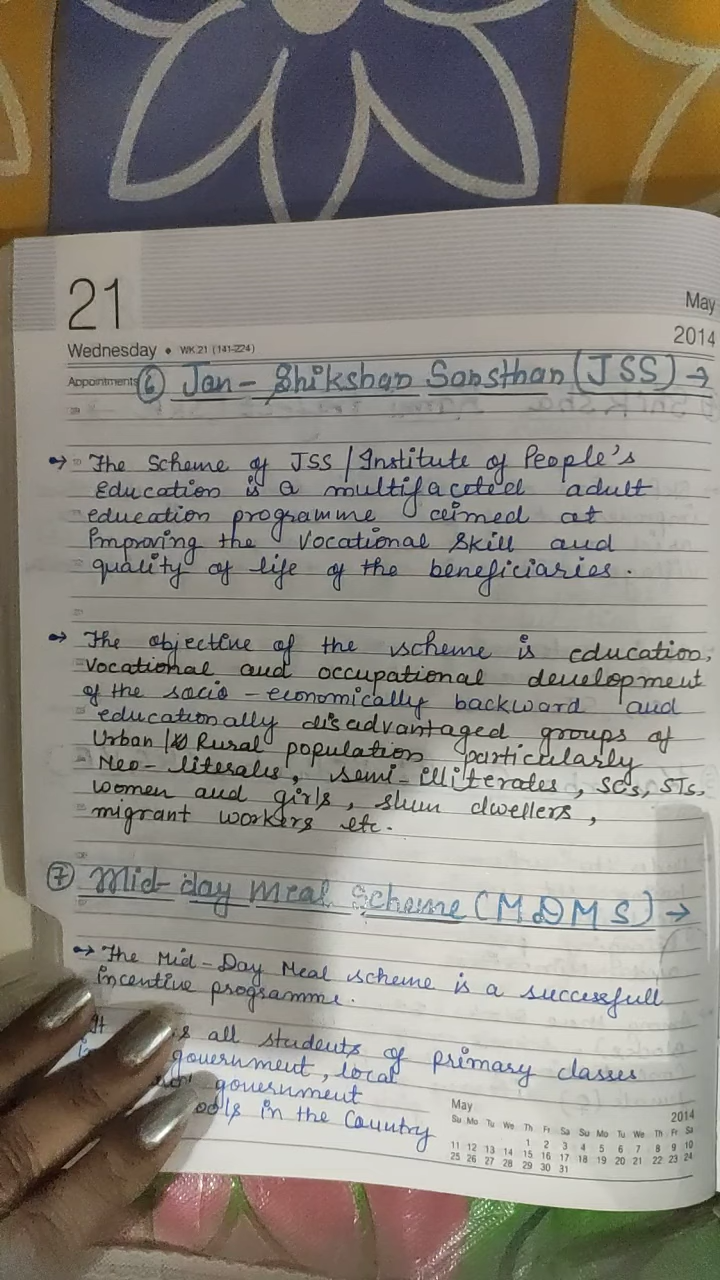 21
May
2014
Wednesday • WK 21 (141-224)
Appointments
⑥ Jan - Shikshan Sansthan (JSS) →
→ The Scheme of JSS / Institute of People's
Education is a multifaceted adult
education programme aimed at
improving the vocational skill and
quality of life of the beneficiaries.
→ The objective of the scheme is education,
vocational and occupational development
of the socio - economically backward and
educationally disadvantaged groups of
Urban / Rural population particularly
Neo - literates, semi - illiterates, SCs, STs,
women and girls, slum dwellers,
migrant workers etc.
⑦ Mid-day Meal Scheme (MDMS) →
→ The Mid-Day Meal scheme is a successfull
incentive programme.
It all students of primary classes
government, local
government
in the Country
May 2014
Su Mo Tu We Th Fr Sa Su Mo Tu We Th Fr Sa
1 2 3 4 5 6 7 8 9 10
11 12 13 14 15 16 17 18 19 20 21 22 23 24
25 26 27 28 29 30 31